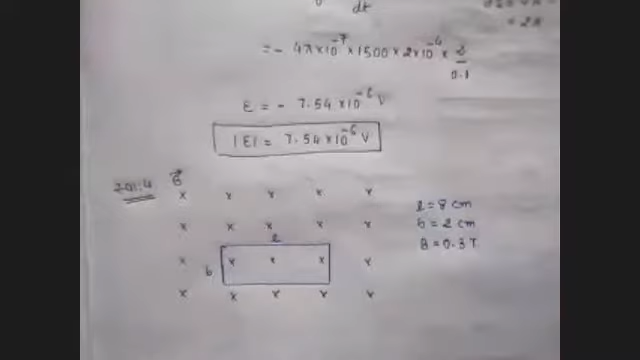 dt
= - 4π×10⁻⁷ × 1500 × 2×10⁻⁴ × 2/0.1
ε = - 7.54 ×10⁻⁶ V
|ε| = 7.54 ×10⁻⁶ V
B
x x x x x
x x x x x
l
x x x x x
b
x x x x x
l = 8 cm
b = 2 cm
B = 0.3 T